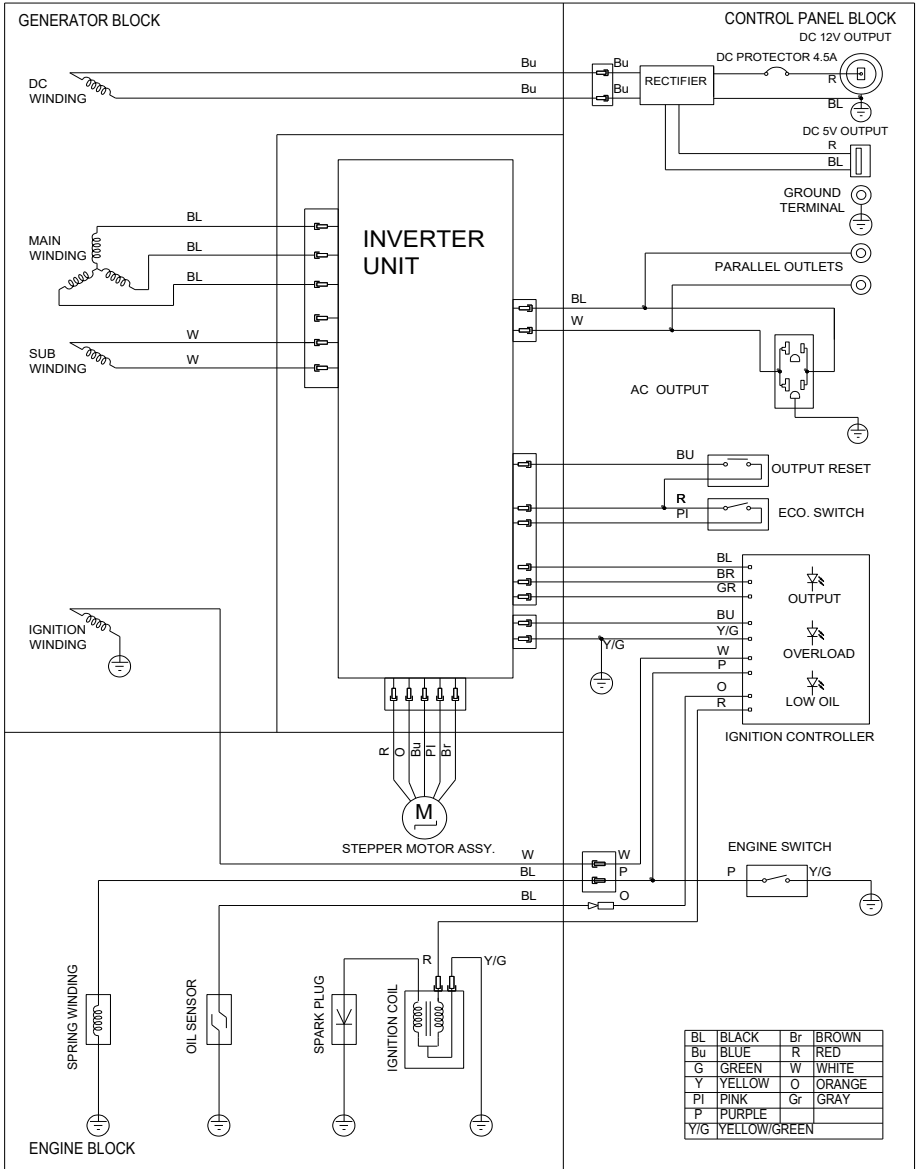 GENERATOR BLOCK
CONTROL PANEL BLOCK
DC 12V OUTPUT
DC PROTECTOR 4.5A
Bu
Bu
R
DC
WINDING
RECTIFIER
Bu
Bu
BL
DC 5V OUTPUT
R
BL
GROUND
TERMINAL
BL
MAIN
WINDING
BL
BL
INVERTER
UNIT
PARALLEL OUTLETS
BL
W
W
SUB
WINDING
W
AC OUTPUT
BU
OUTPUT RESET
R
PI
ECO. SWITCH
BL
BR
GR
OUTPUT
BU
Y/G
Y/G
OVERLOAD
W
P
O
LOW OIL
R
IGNITION CONTROLLER
IGNITION
WINDING
R
O
Bu
PI
Br
M
STEPPER MOTOR ASSY.
ENGINE SWITCH
W
W
BL
P
P
Y/G
BL
O
R
Y/G
SPRING WINDING
OIL SENSOR
SPARK PLUG
IGNITION COIL
ENGINE BLOCK
BL BLACK Br BROWN
Bu BLUE R RED
G GREEN W WHITE
Y YELLOW O ORANGE
PI PINK Gr GRAY
P PURPLE
Y/G YELLOW/GREEN